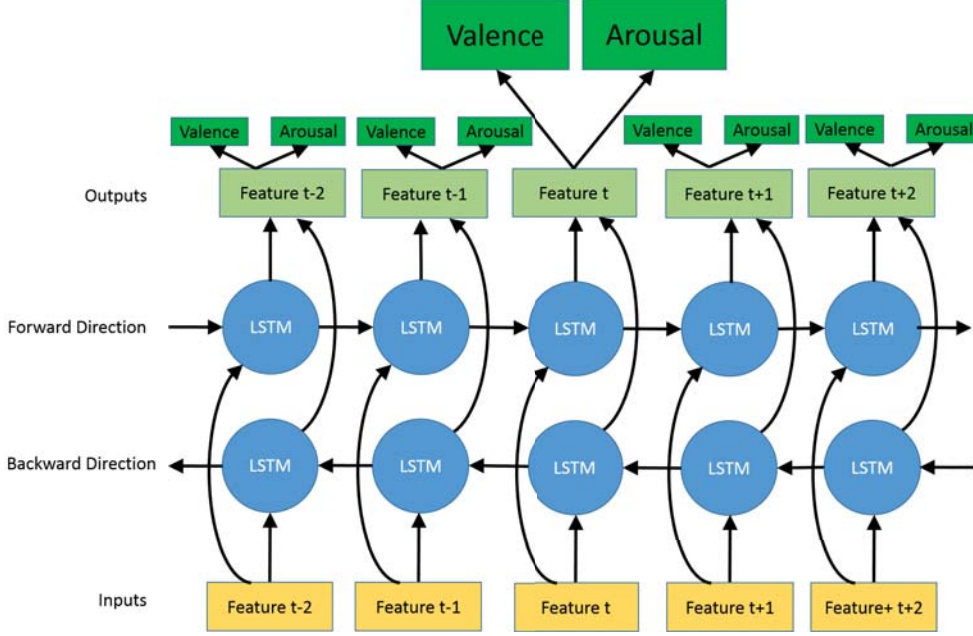 Valence Arousal
Valence Arousal Valence Arousal Valence Arousal Valence Arousal
Outputs Feature t-2 Feature t-1 Feature t Feature t+1 Feature t+2
Forward Direction LSTM LSTM LSTM LSTM LSTM
Backward Direction LSTM LSTM LSTM LSTM LSTM
Inputs Feature t-2 Feature t-1 Feature t Feature t+1 Feature+ t+2